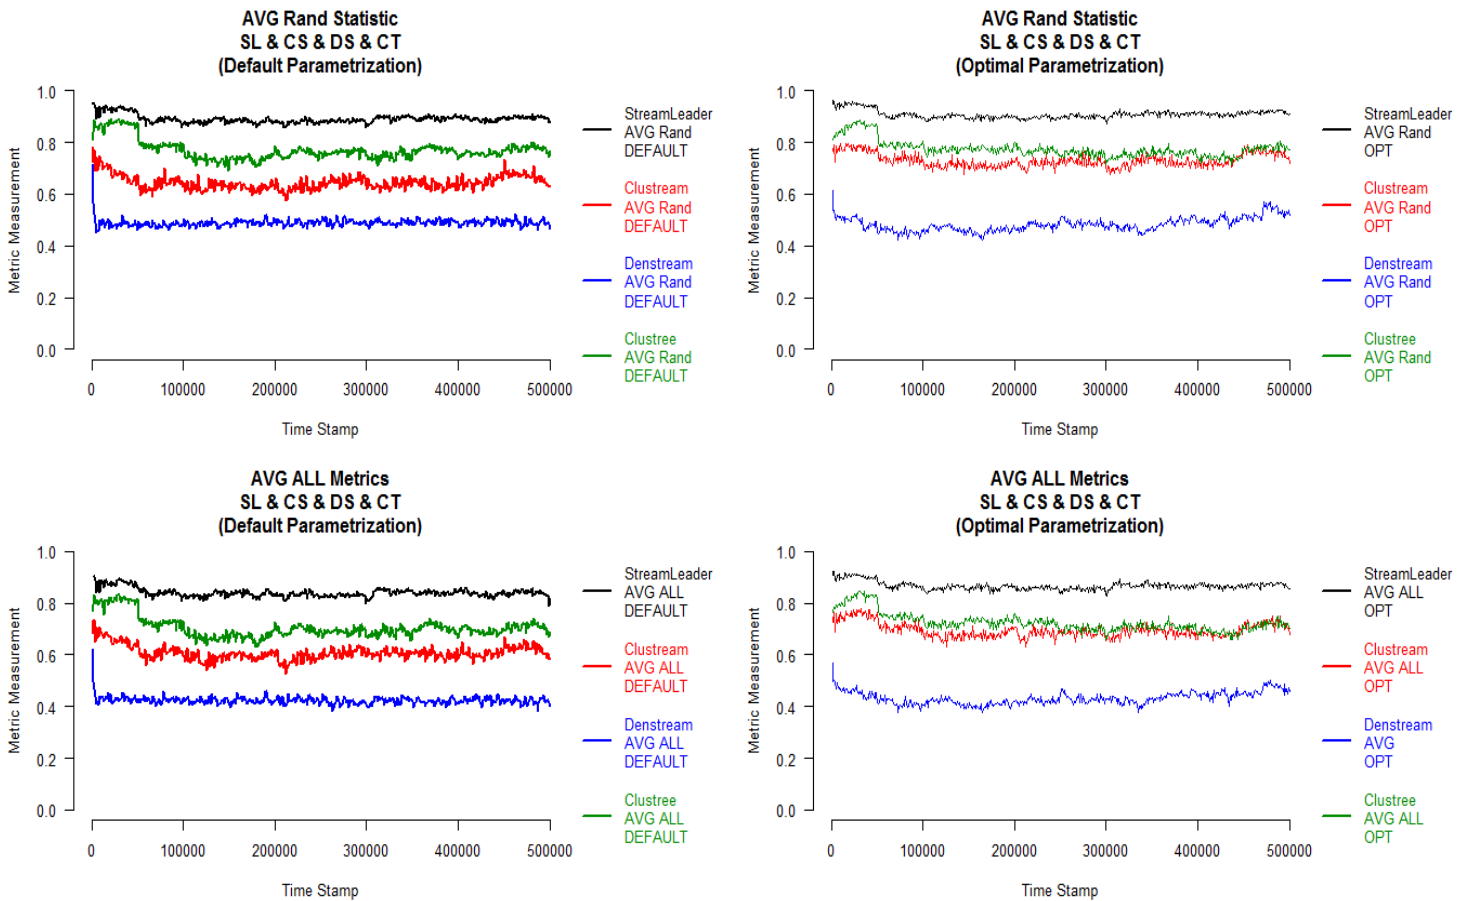 AVG Rand Statistic
SL & CS & DS & CT
(Default Parametrization)
Metric Measurement
1.0
0.8
0.6
0.4
0.2
0.0
0
100000
200000
300000
400000
500000
Time Stamp
StreamLeader
AVG Rand
DEFAULT
Clustream
AVG Rand
DEFAULT
Denstream
AVG Rand
DEFAULT
Clustree
AVG Rand
DEFAULT
AVG Rand Statistic
SL & CS & DS & CT
(Optimal Parametrization)
Metric Measurement
1.0
0.8
0.6
0.4
0.2
0.0
0
100000
200000
300000
400000
500000
Time Stamp
StreamLeader
AVG Rand
OPT
Clustream
AVG Rand
OPT
Denstream
AVG Rand
OPT
Clustree
AVG Rand
OPT
AVG ALL Metrics
SL & CS & DS & CT
(Default Parametrization)
Metric Measurement
1.0
0.8
0.6
0.4
0.2
0.0
0
100000
200000
300000
400000
500000
Time Stamp
StreamLeader
AVG ALL
DEFAULT
Clustream
AVG ALL
DEFAULT
Denstream
AVG ALL
DEFAULT
Clustree
AVG ALL
DEFAULT
AVG ALL Metrics
SL & CS & DS & CT
(Optimal Parametrization)
Metric Measurement
1.0
0.8
0.6
0.4
0.2
0.0
0
100000
200000
300000
400000
500000
Time Stamp
StreamLeader
AVG ALL
OPT
Clustream
AVG ALL
OPT
Denstream
AVG
OPT
Clustree
AVG ALL
OPT